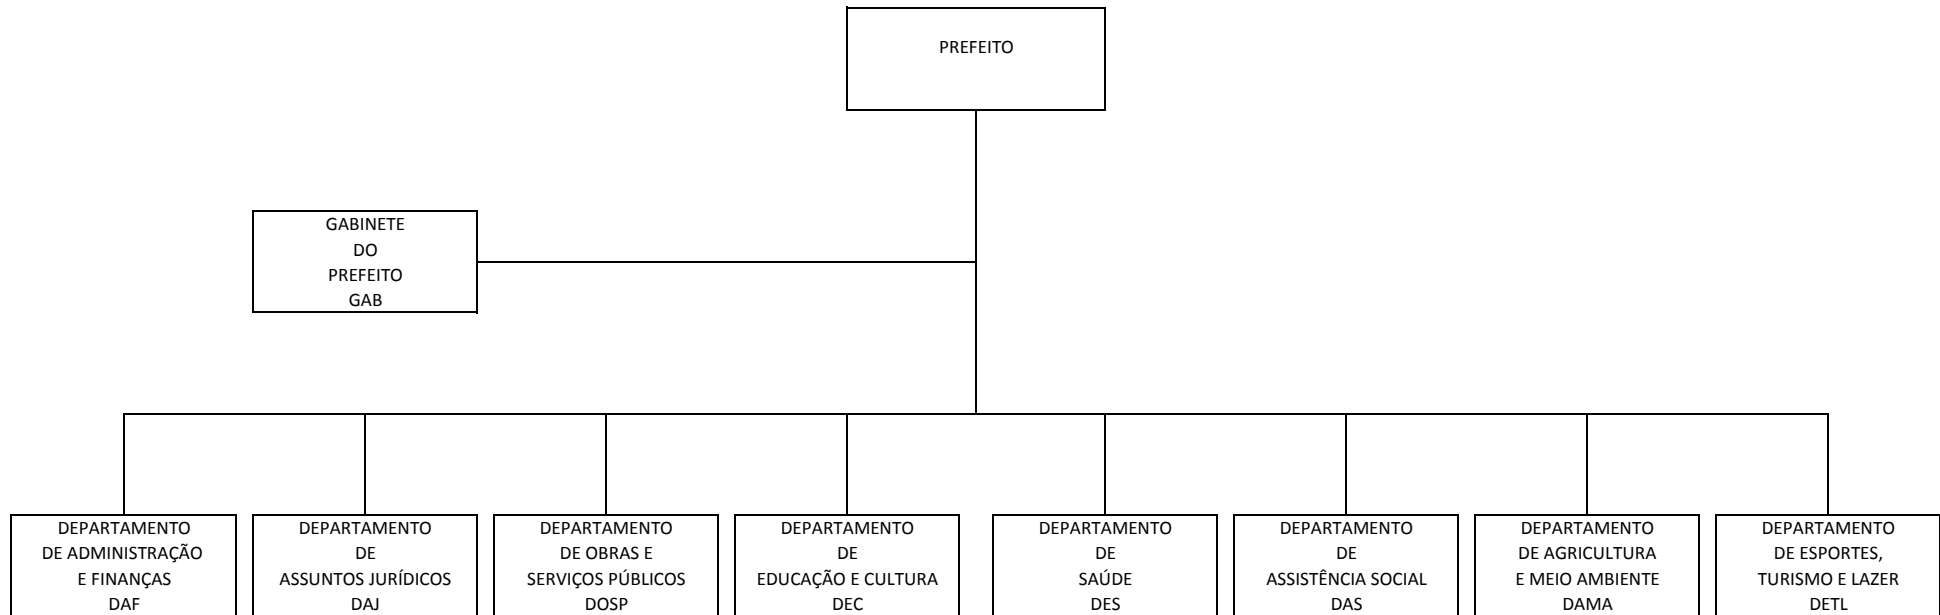 PREFEITO
GABINETE
DO
PREFEITO
GAB
DEPARTAMENTO
DE ADMINISTRAÇÃO
E FINANÇAS
DAF
DEPARTAMENTO
DE
ASSUNTOS JURÍDICOS
DAJ
DEPARTAMENTO
DE OBRAS E
SERVIÇOS PÚBLICOS
DOSP
DEPARTAMENTO
DE
EDUCAÇÃO E CULTURA
DEC
DEPARTAMENTO
DE
SAÚDE
DES
DEPARTAMENTO
DE
ASSISTÊNCIA SOCIAL
DAS
DEPARTAMENTO
DE AGRICULTURA
E MEIO AMBIENTE
DAMA
DEPARTAMENTO
DE ESPORTES,
TURISMO E LAZER
DETL